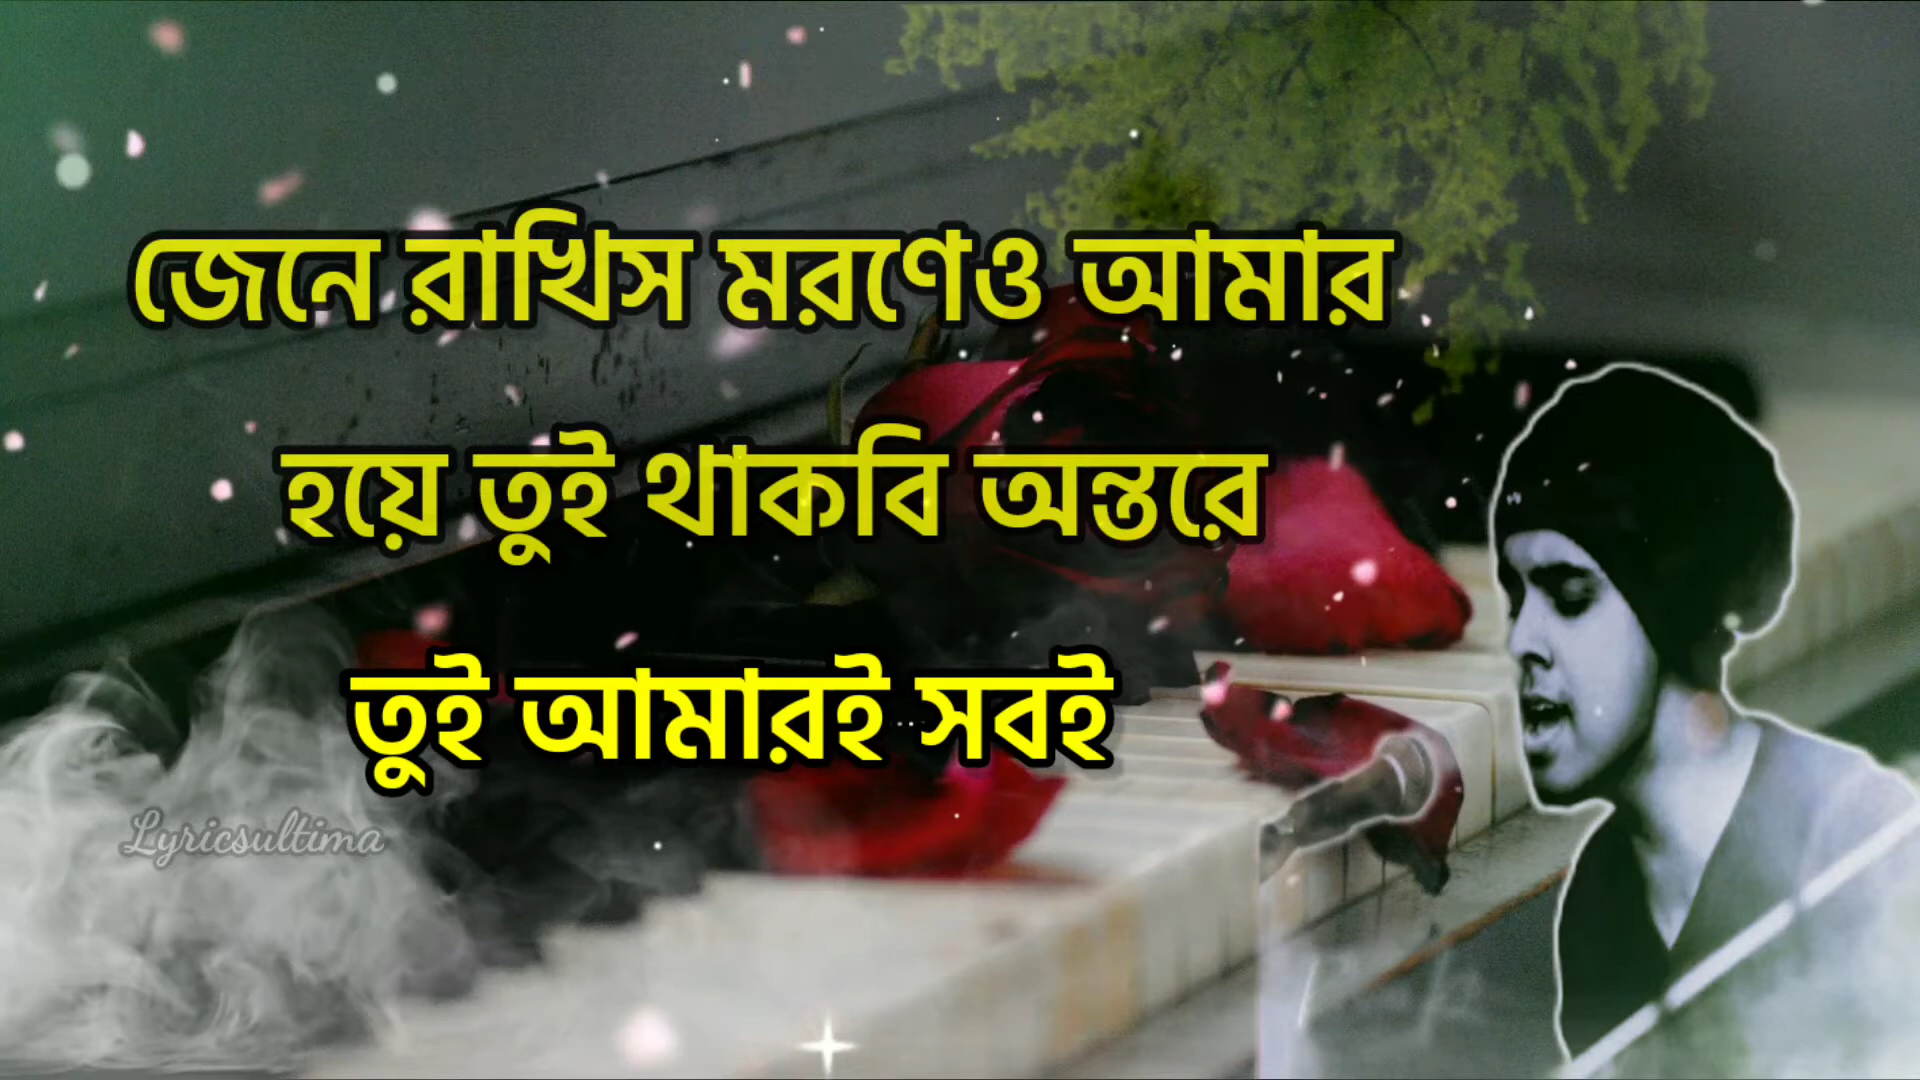 জেনে রাখিস মরণেও আমার
হয়ে তুই থাকবি অন্তরে
তুই আমারই সবই
Lyricsultima